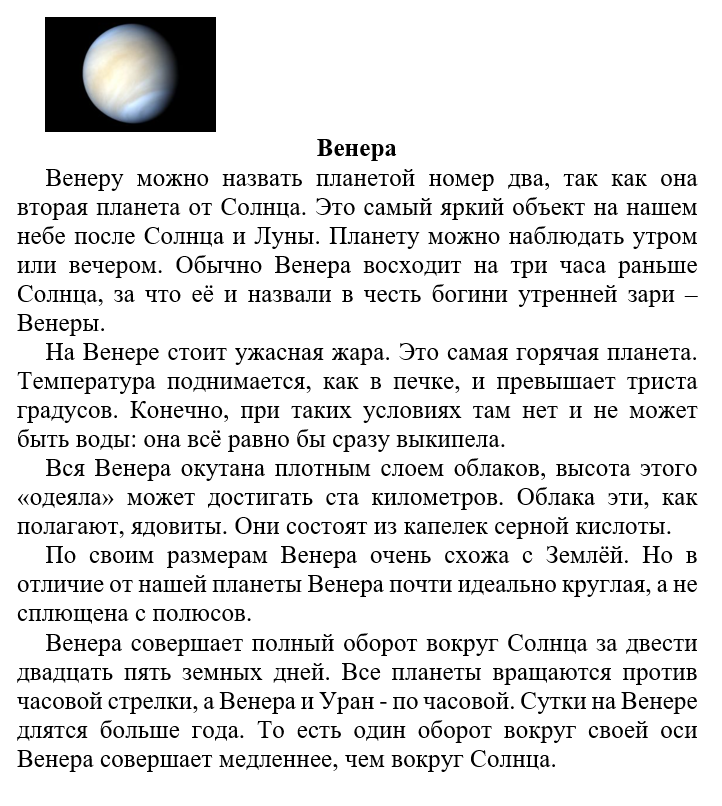 Венера
Венеру можно назвать планетой номер два, так как она
вторая планета от Солнца. Это самый яркий объект на нашем
небе после Солнца и Луны. Планету можно наблюдать утром
или вечером. Обычно Венера восходит на три часа раньше
Солнца, за что её и назвали в честь богини утренней зари –
Венеры.
На Венере стоит ужасная жара. Это самая горячая планета.
Температура поднимается, как в печке, и превышает триста
градусов. Конечно, при таких условиях там нет и не может
быть воды: она всё равно бы сразу выкипела.
Вся Венера окутана плотным слоем облаков, высота этого
«одеяла» может достигать ста километров. Облака эти, как
полагают, ядовиты. Они состоят из капелек серной кислоты.
По своим размерам Венера очень схожа с Землёй. Но в
отличие от нашей планеты Венера почти идеально круглая, а не
сплющена с полюсов.
Венера совершает полный оборот вокруг Солнца за двести
двадцать пять земных дней. Все планеты вращаются против
часовой стрелки, а Венера и Уран - по часовой. Сутки на Венере
длятся больше года. То есть один оборот вокруг своей оси
Венера совершает медленнее, чем вокруг Солнца.